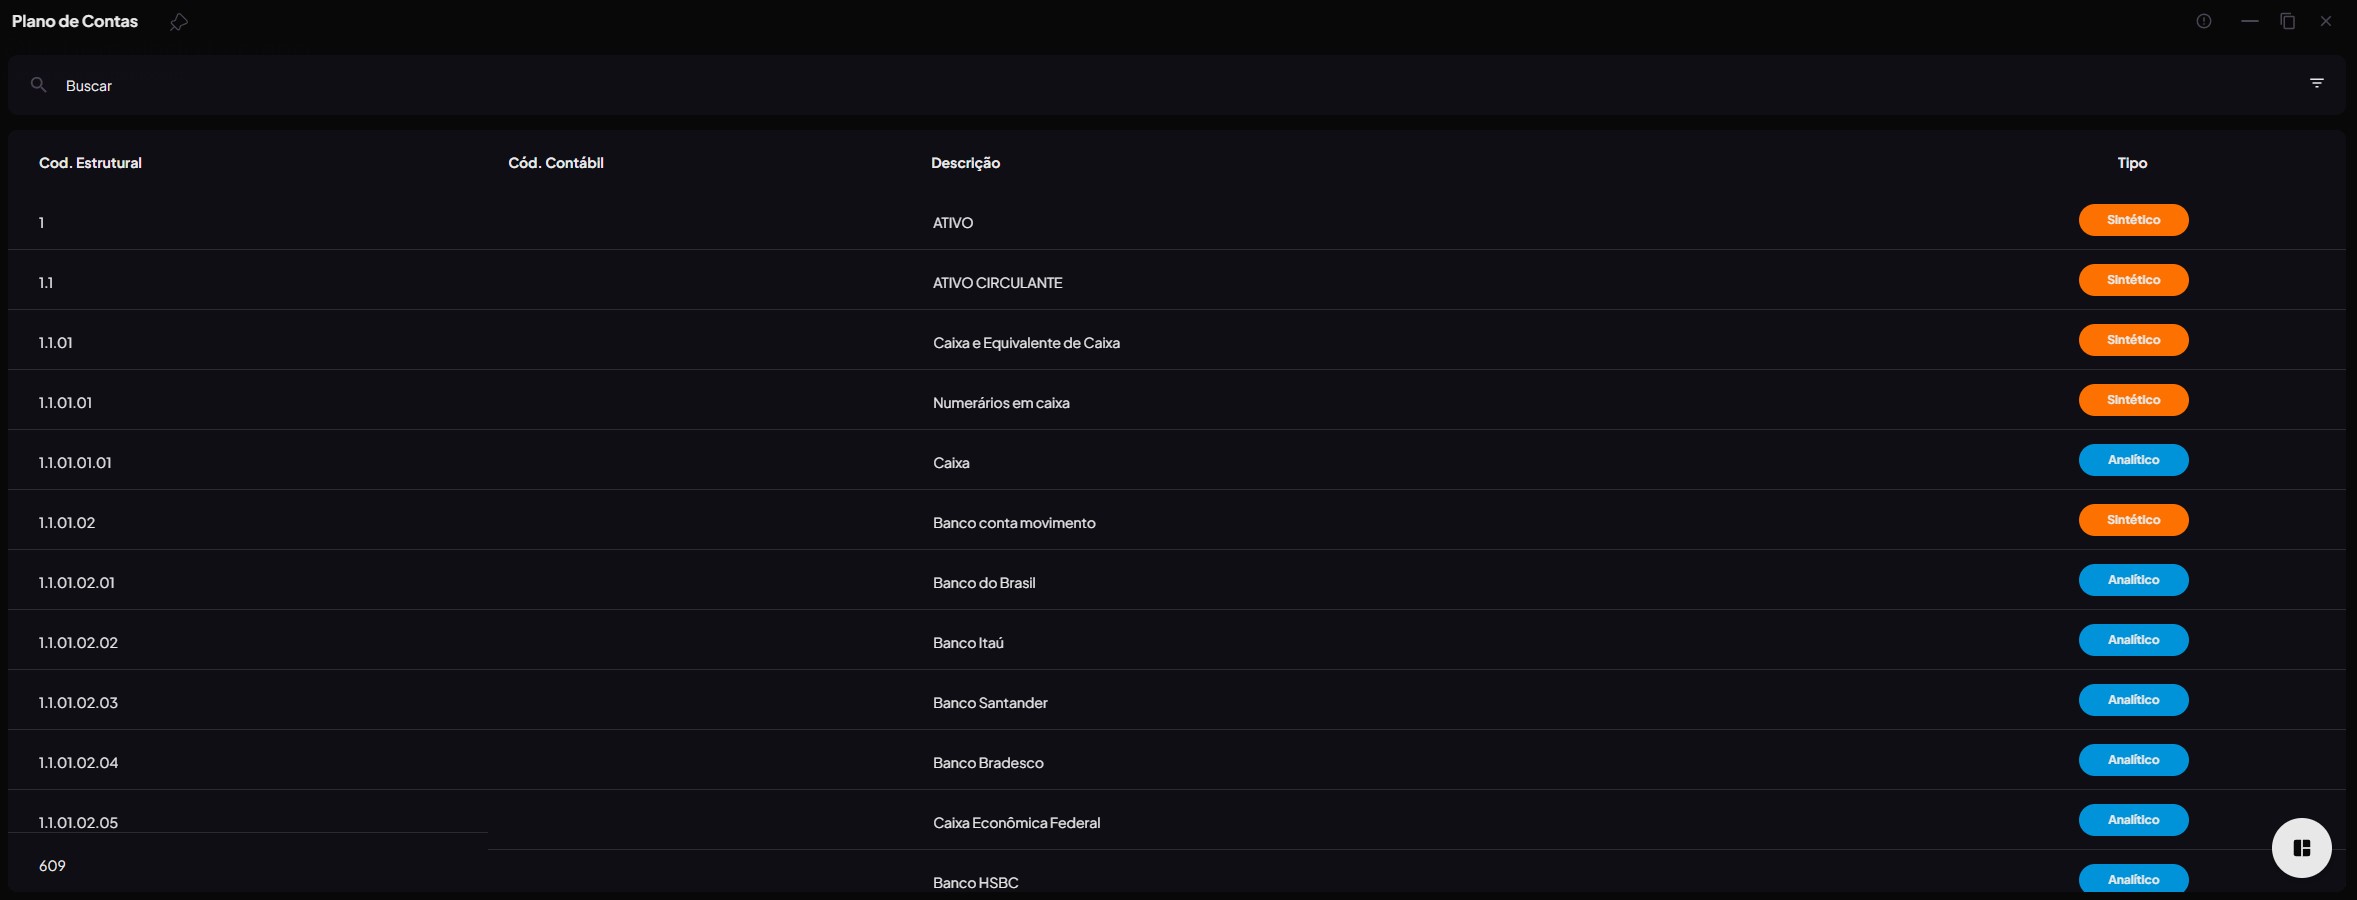 Plano de Contas
Buscar
Cod. Estrutural Cód. Contábil Descrição Tipo
1 ATIVO Sintético
1.1 ATIVO CIRCULANTE Sintético
1.1.01 Caixa e Equivalente de Caixa Sintético
1.1.01.01 Numerários em caixa Sintético
1.1.01.01.01 Caixa Analítico
1.1.01.02 Banco conta movimento Sintético
1.1.01.02.01 Banco do Brasil Analítico
1.1.01.02.02 Banco Itaú Analítico
1.1.01.02.03 Banco Santander Analítico
1.1.01.02.04 Banco Bradesco Analítico
1.1.01.02.05 Caixa Econômica Federal Analítico
609
Banco HSBC Analítico